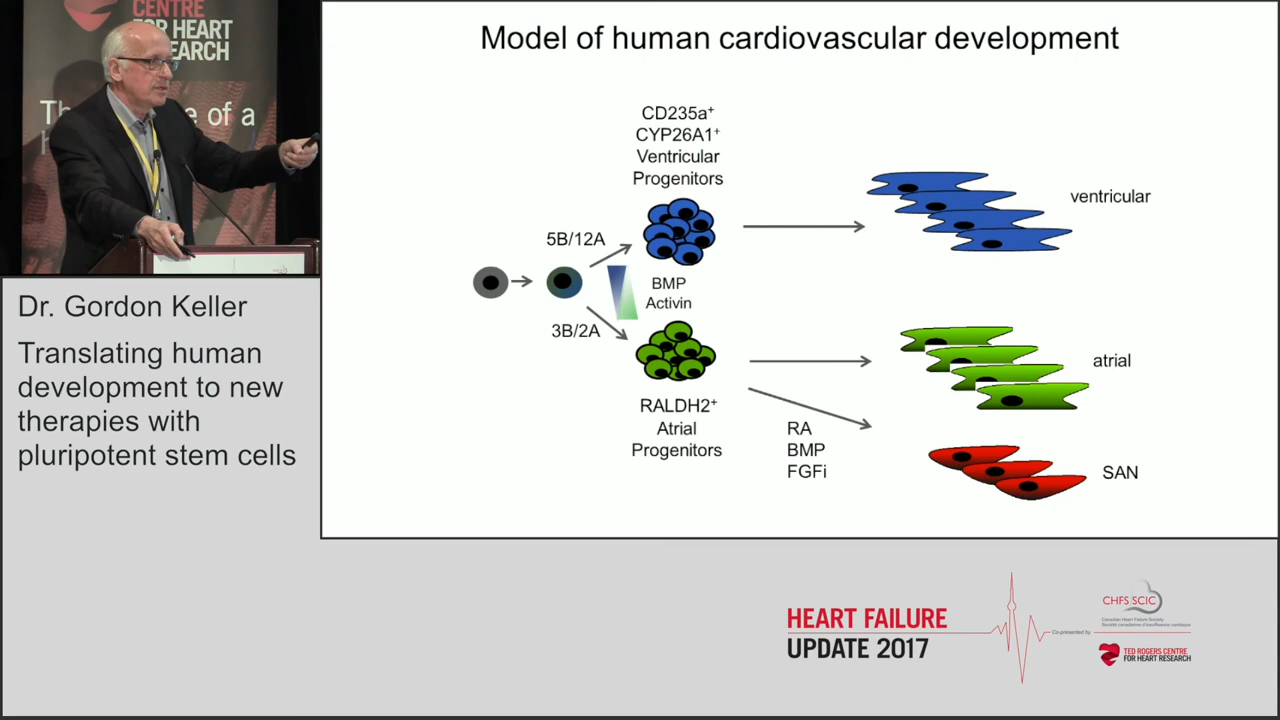 CENTRE
FOR HEART
RESEARCH
Th
e of a
h
Model of human cardiovascular development
CD235a⁺
CYP26A1⁺
Ventricular
Progenitors
ventricular
5B/12A
BMP
Activin
3B/2A
atrial
RALDH2⁺
Atrial
Progenitors
RA
BMP
FGFi
SAN
Dr. Gordon Keller
Translating human
development to new
therapies with
pluripotent stem cells
HEART FAILURE
UPDATE 2017
Co-presented by
CHFS/SCIC
Canadian Heart Failure Society
Société canadienne d'insuffisance cardiaque
TED ROGERS CENTRE
FOR HEART RESEARCH